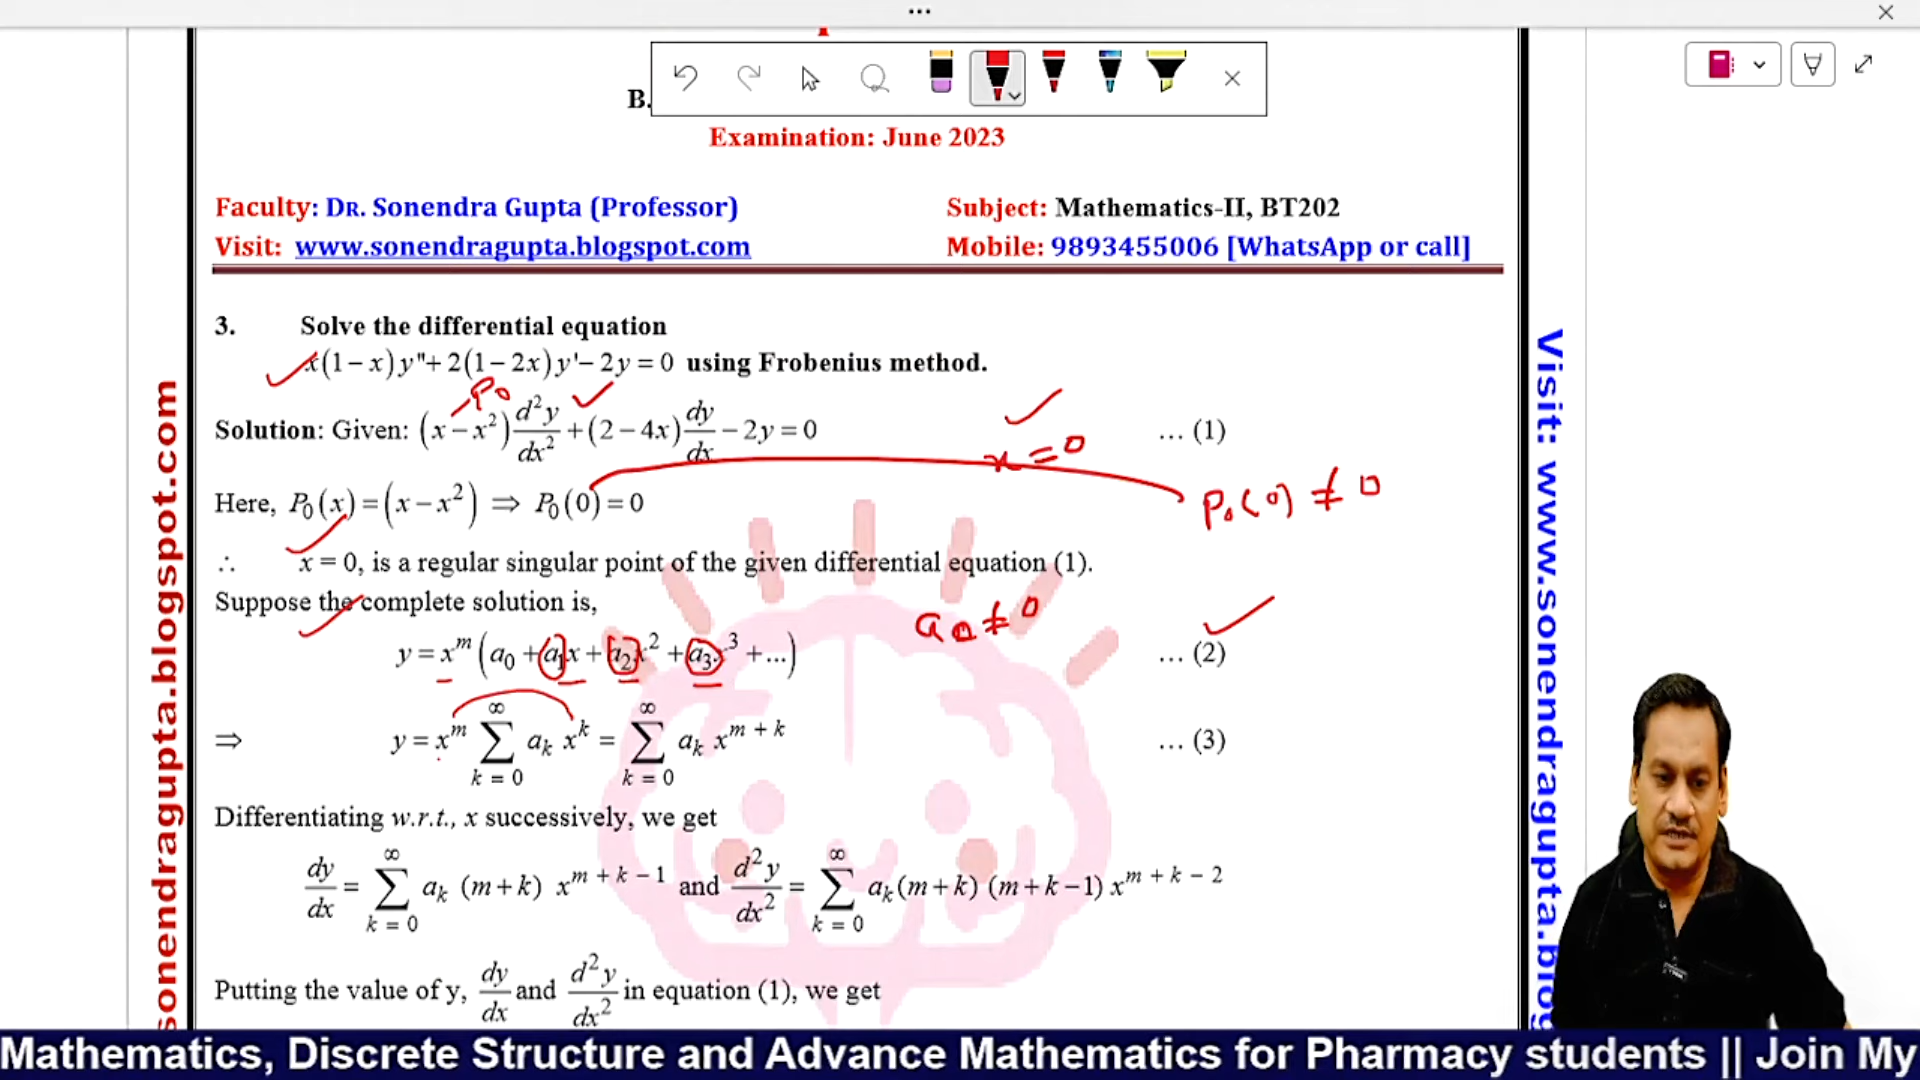 B.
Examination: June 2023
Faculty: DR. Sonendra Gupta (Professor) Subject: Mathematics-II, BT202
Visit: www.sonendragupta.blogspot.com Mobile: 9893455006 [WhatsApp or call]
3. Solve the differential equation
x(1−x)y"+2(1−2x)y'−2y=0 using Frobenius method.
P₀
Solution: Given: (x−x²) d²y/dx² + (2−4x) dy/dx − 2y = 0 … (1)
x = 0
Here, P₀(x) = (x−x²) ⇒ P₀(0) = 0
P₀(0) ≠ 0
∴ x = 0, is a regular singular point of the given differential equation (1).
Suppose the complete solution is,
a₀ ≠ 0
y = xᵐ (a₀ + a₁x + a₂x² + a₃x³ + ...) … (2)
⇒ y = xᵐ ∑_{k = 0}^{∞} a_k x^k = ∑_{k = 0}^{∞} a_k x^{m + k} … (3)
Differentiating w.r.t., x successively, we get
dy/dx = ∑_{k = 0}^{∞} a_k (m+k) x^{m + k − 1} and d²y/dx² = ∑_{k = 0}^{∞} a_k(m+k) (m+k−1) x^{m + k − 2}
Putting the value of y, dy/dx and d²y/dx² in equation (1), we get
sonendragupta.blogspot.com
Visit: www.sonendragupta.blog
Mathematics, Discrete Structure and Advance Mathematics for Pharmacy students || Join My